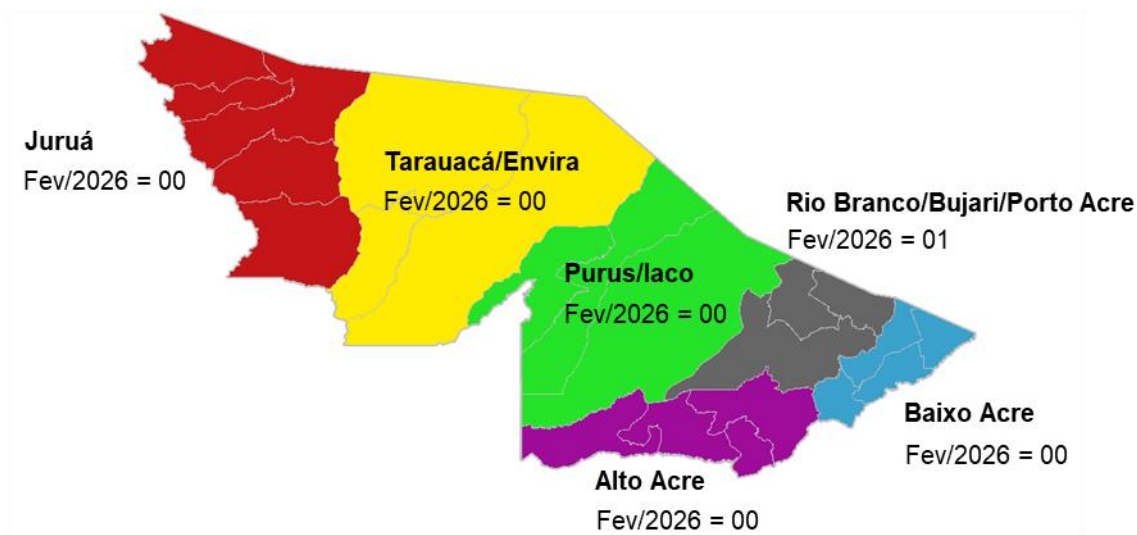 Juruá
Fev/2026 = 00
Tarauacá/Envira
Fev/2026 = 00
Rio Branco/Bujari/Porto Acre
Fev/2026 = 01
Purus/Iaco
Fev/2026 = 00
Baixo Acre
Fev/2026 = 00
Alto Acre
Fev/2026 = 00